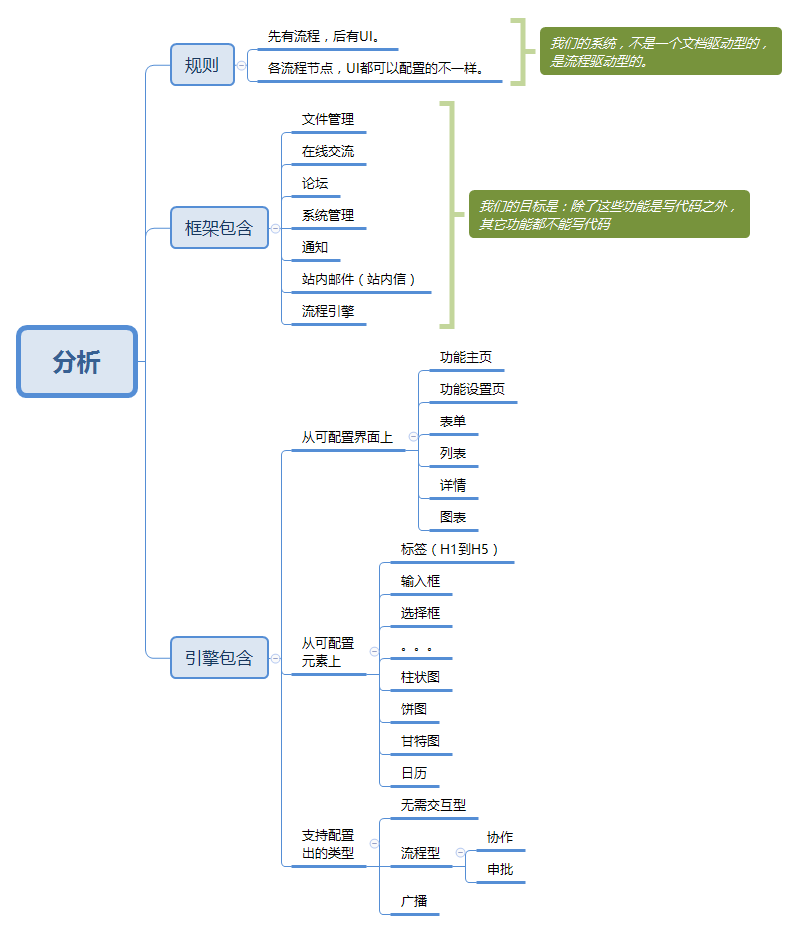 分析
规则
先有流程，后有UI。
各流程节点，UI都可以配置的不一样。
我们的系统，不是一个文档驱动型的，
是流程驱动型的。
框架包含
文件管理
在线交流
论坛
系统管理
通知
站内邮件（站内信）
流程引擎
我们的目标是：除了这些功能是写代码之外，
其它功能都不能写代码
引擎包含
从可配置界面上
功能主页
功能设置页
表单
列表
详情
图表
从可配置
元素上
标签（H1到H5）
输入框
选择框
。。。
柱状图
饼图
甘特图
日历
支持配置
出的类型
无需交互型
流程型
协作
申批
广播